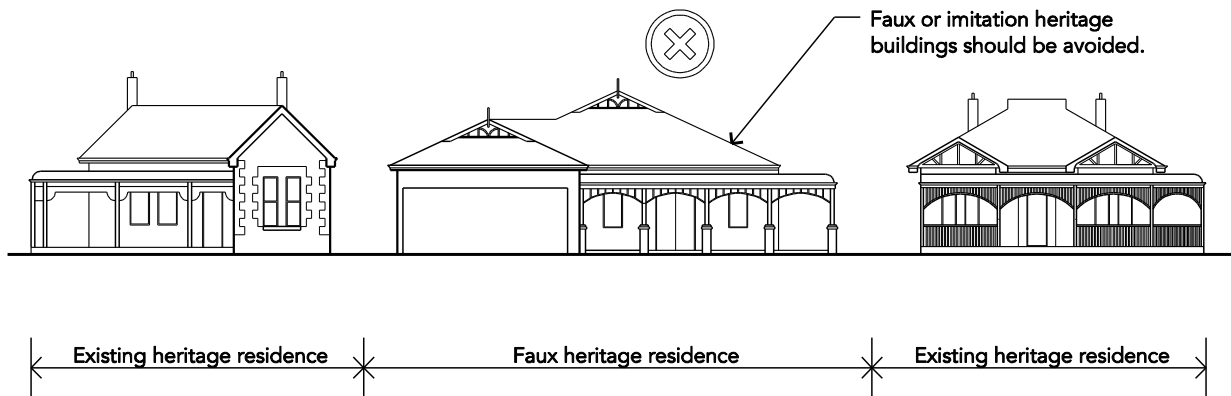 Faux or imitation heritage
buildings should be avoided.
Existing heritage residence
Faux heritage residence
Existing heritage residence